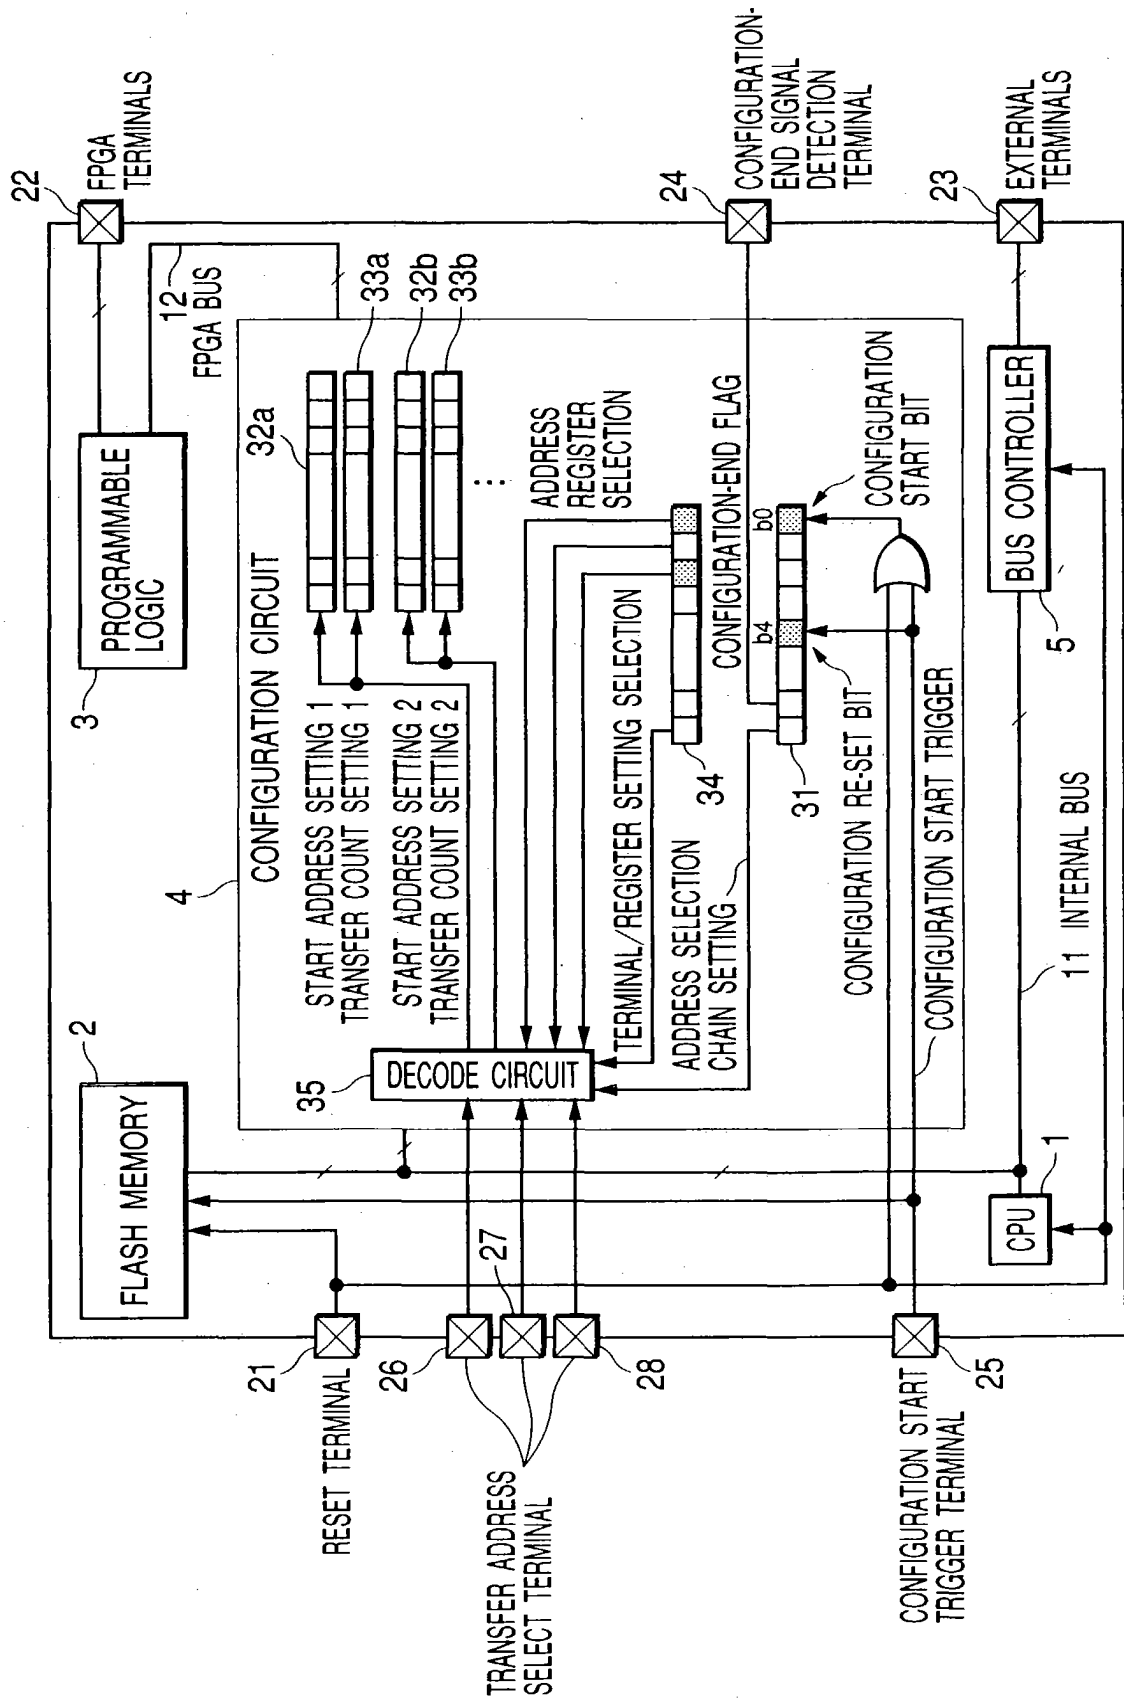 22
FPGA
TERMINALS
2
FLASH MEMORY
3
PROGRAMMABLE
LOGIC
12
FPGA BUS
4
CONFIGURATION CIRCUIT
21
RESET TERMINAL
START ADDRESS SETTING 1
TRANSFER COUNT SETTING 1
32a
33a
START ADDRESS SETTING 2
TRANSFER COUNT SETTING 2
32b
33b
35
DECODE CIRCUIT
26
27
28
TRANSFER ADDRESS
SELECT TERMINAL
ADDRESS
REGISTER
SELECTION
TERMINAL/REGISTER SETTING SELECTION
34
ADDRESS SELECTION
CHAIN SETTING
CONFIGURATION-END FLAG
24
CONFIGURATION-
END SIGNAL
DETECTION
TERMINAL
b4
b0
31
CONFIGURATION RE-SET BIT
CONFIGURATION
START BIT
CONFIGURATION START TRIGGER
25
CONFIGURATION START
TRIGGER TERMINAL
1
CPU
11 INTERNAL BUS
5
BUS CONTROLLER
23
EXTERNAL
TERMINALS